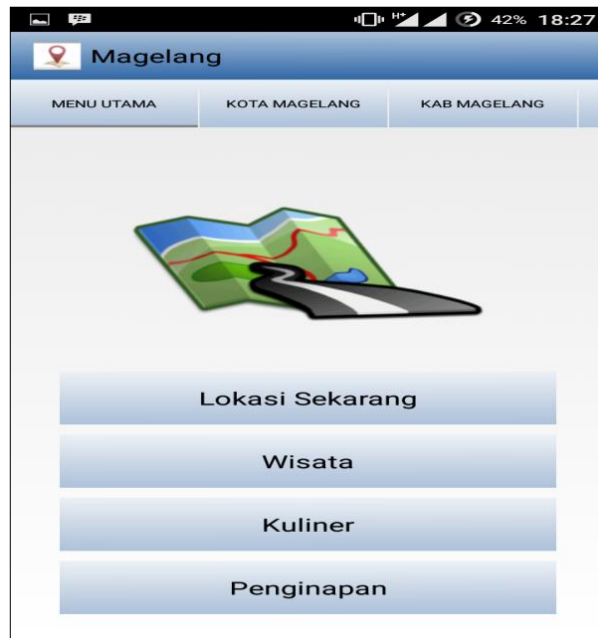 H+ 42% 18:27
Magelang
MENU UTAMA KOTA MAGELANG KAB MAGELANG
Lokasi Sekarang
Wisata
Kuliner
Penginapan